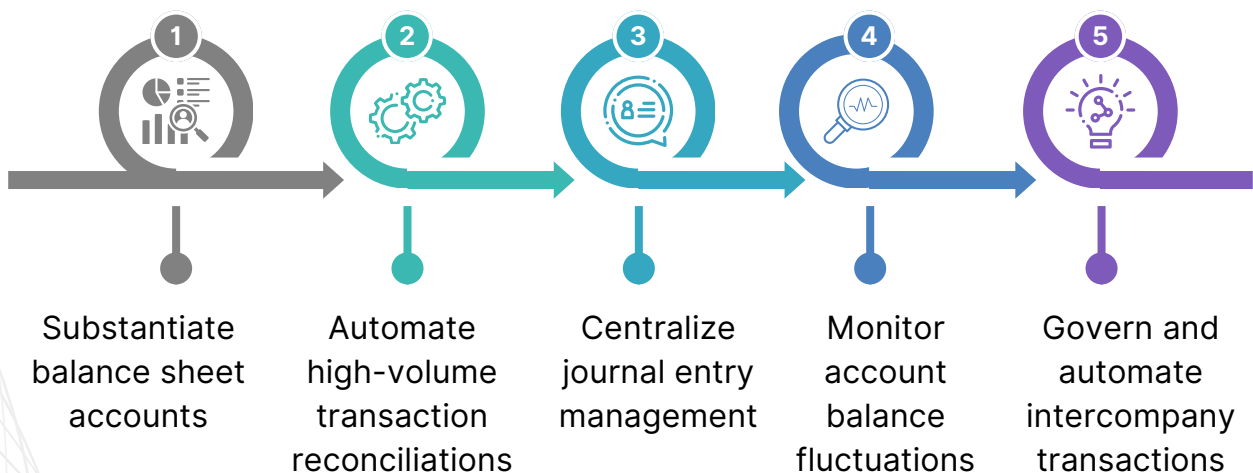 1
2
3
4
5
Substantiate
balance sheet
accounts
Automate
high-volume
transaction
reconciliations
Centralize
journal entry
management
Monitor
account
balance
fluctuations
Govern and
automate
intercompany
transactions